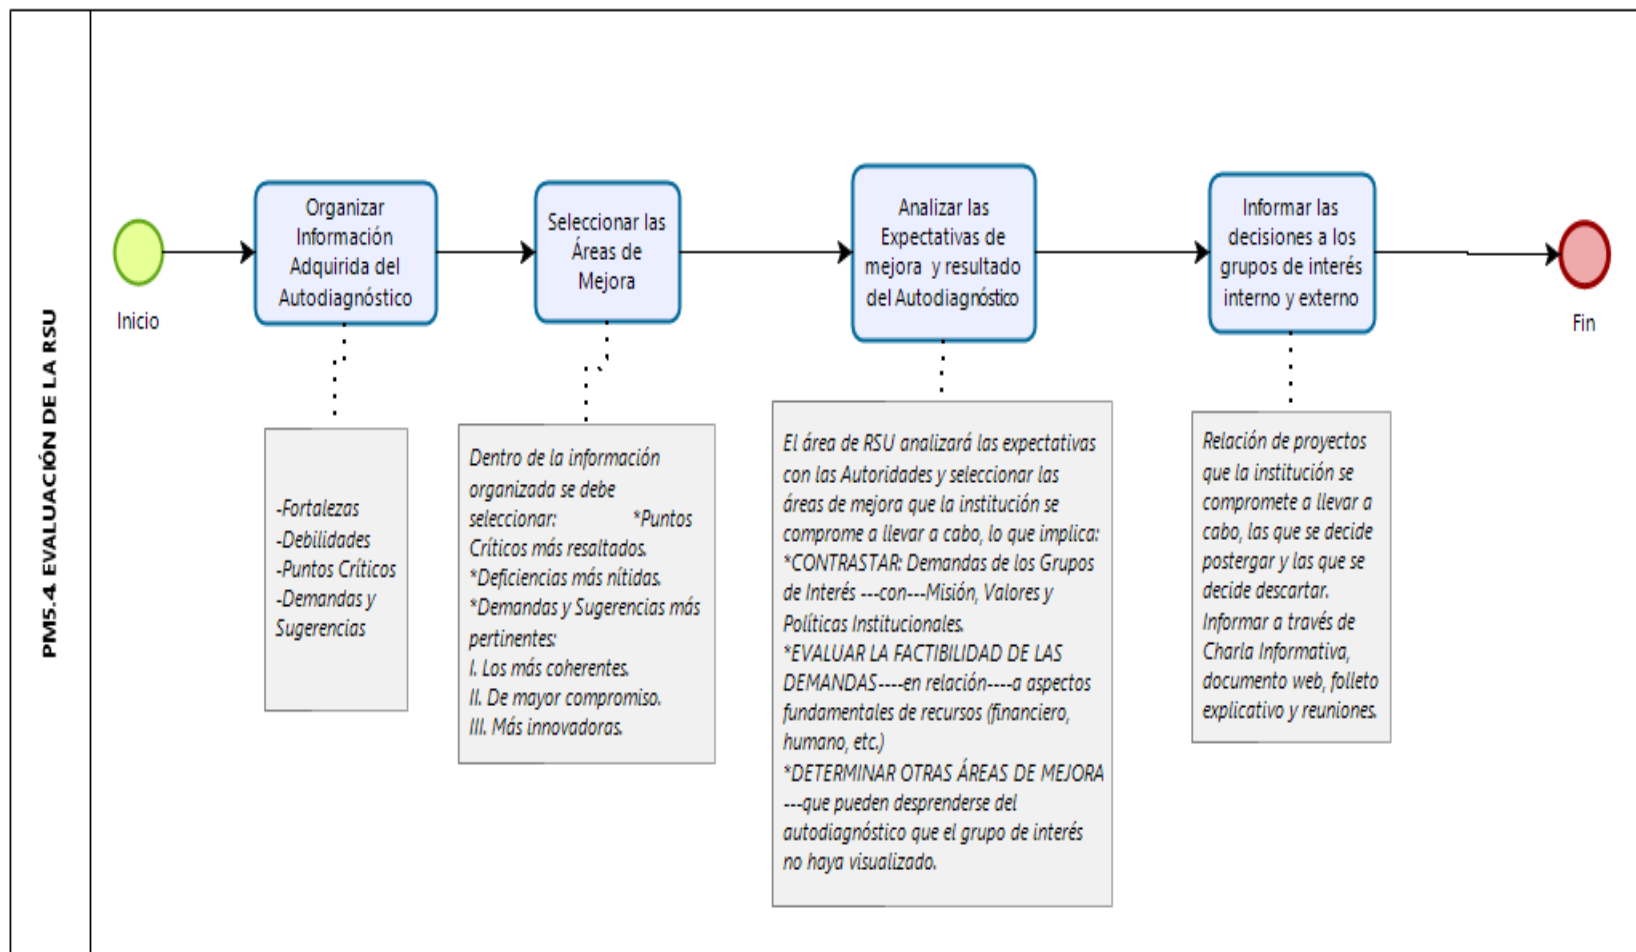 PM5.4. EVALUACIÓN DE LA RSU
Inicio
Organizar
Información
Adquirida del
Autodiagnóstico
Seleccionar las
Áreas de
Mejora
Analizar las
Expectativas de
mejora y resultado
del Autodiagnóstico
Informar las
decisiones a los
grupos de interés
interno y externo
Fin
-Fortalezas
-Debilidades
-Puntos Críticos
-Demandas y
Sugerencias
Dentro de la información
organizada se debe
seleccionar: *Puntos
Críticos más resaltados.
*Deficiencias más nítidas.
*Demandas y Sugerencias más
pertinentes:
I. Los más coherentes.
II. De mayor compromiso.
III. Más innovadoras.
El área de RSU analizará las expectativas
con las Autoridades y seleccionar las
áreas de mejora que la institución se
comprome a llevar a cabo, lo que implica:
*CONTRASTAR: Demandas de los Grupos
de Interés ---con---Misión, Valores y
Políticas Institucionales.
*EVALUAR LA FACTIBILIDAD DE LAS
DEMANDAS----en relación----a aspectos
fundamentales de recursos (financiero,
humano, etc.)
*DETERMINAR OTRAS ÁREAS DE MEJORA
---que pueden desprenderse del
autodiagnóstico que el grupo de interés
no haya visualizado.
Relación de proyectos
que la institución se
compromete a llevar a
cabo, las que se decide
postergar y las que se
decide descartar.
Informar a través de
Charla Informativa,
documento web, folleto
explicativo y reuniones.